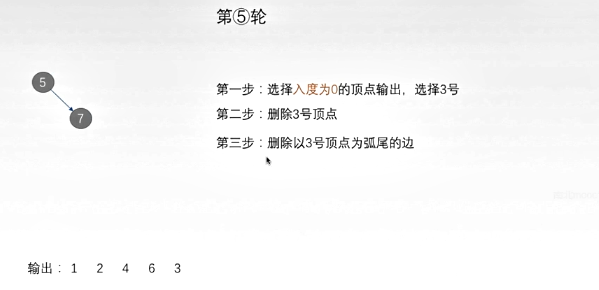 第⑤轮
5
7
第一步：选择入度为0的顶点输出，选择3号
第二步：删除3号顶点
第三步：删除以3号顶点为弧尾的边
输出： 1 2 4 6 3